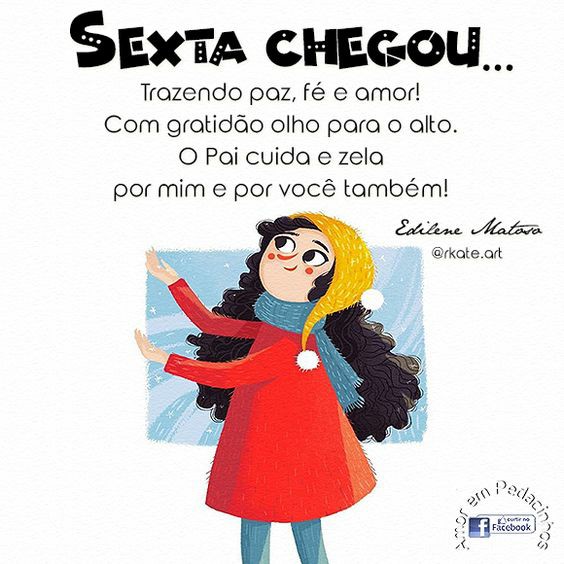 Sexta chegou...
Trazendo paz, fé e amor!
Com gratidão olho para o alto.
O Pai cuida e zela
por mim e por você também!
Edilene Matoso
@rkate.art
Amor em Pedacinhos
curtir no
Facebook